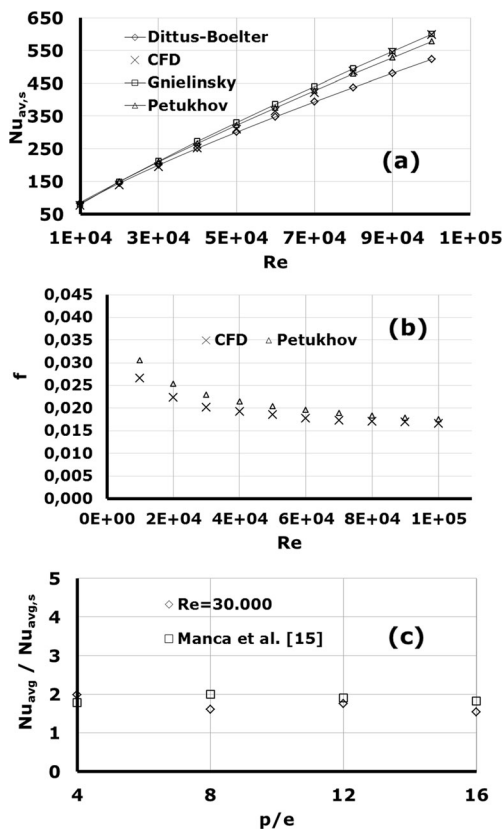 650
550
450
350
250
150
50
Nu_av,s
Dittus-Boelter
CFD
Gnielinsky
Petukhov
(a)
1E+04 3E+04 5E+04 7E+04 9E+04 1E+05
Re
0,045
0,040
0,035
0,030
0,025
0,020
0,015
0,010
0,005
0,000
f
CFD Petukhov
(b)
0E+00 2E+04 4E+04 6E+04 8E+04 1E+05
Re
5
4
3
2
1
0
Nu_avg / Nu_avg,s
Re=30.000
Manca et al. [15]
(c)
4 8 12 16
p/e